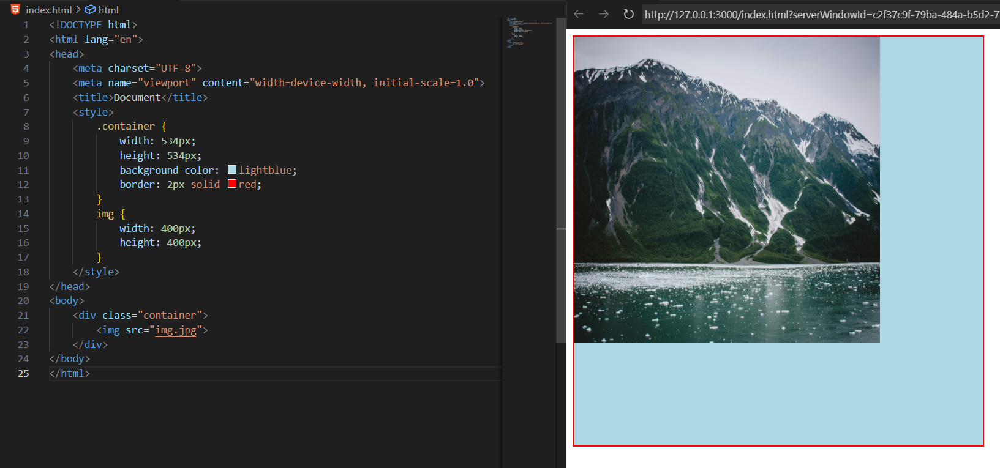 index.html > html
http://127.0.0.1:3000/index.html?serverWindowId=c2f37c9f-79ba-484a-b5d2-7
1 <!DOCTYPE html>
2 <html lang="en">
3 <head>
4     <meta charset="UTF-8">
5     <meta name="viewport" content="width=device-width, initial-scale=1.0">
6     <title>Document</title>
7     <style>
8         .container {
9             width: 534px;
10             height: 534px;
11             background-color: lightblue;
12             border: 2px solid red;
13         }
14         img {
15             width: 400px;
16             height: 400px;
17         }
18     </style>
19 </head>
20 <body>
21     <div class="container">
22         <img src="img.jpg">
23     </div>
24 </body>
25 </html>